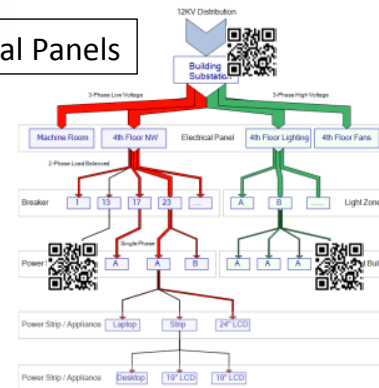 12KV Distribution
al Panels
Building
Substation
3-Phase Low Voltage
3-Phase High Voltage
Machine Room
4th Floor NW
Electrical Panel
4th Floor Lighting
4th Floor Fans
2-Phase Load Balanced
Breaker
1
13
17
23
......
A
B
......
Light Zone
Single Phase
Power
A
A
B
A
A
A
Power Strip / Appliance
Laptop
Strip
24" LCD
Power Strip / Appliance
Desktop
19" LCD
19" LCD